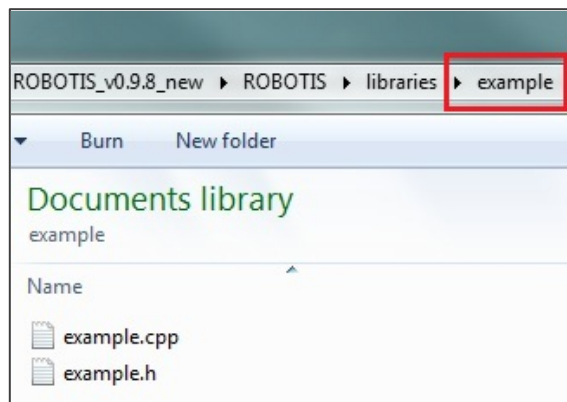 ROBOTIS_v0.9.8_new ▸ ROBOTIS ▸ libraries ▸ example
Burn New folder
Documents library
example
Name
example.cpp
example.h